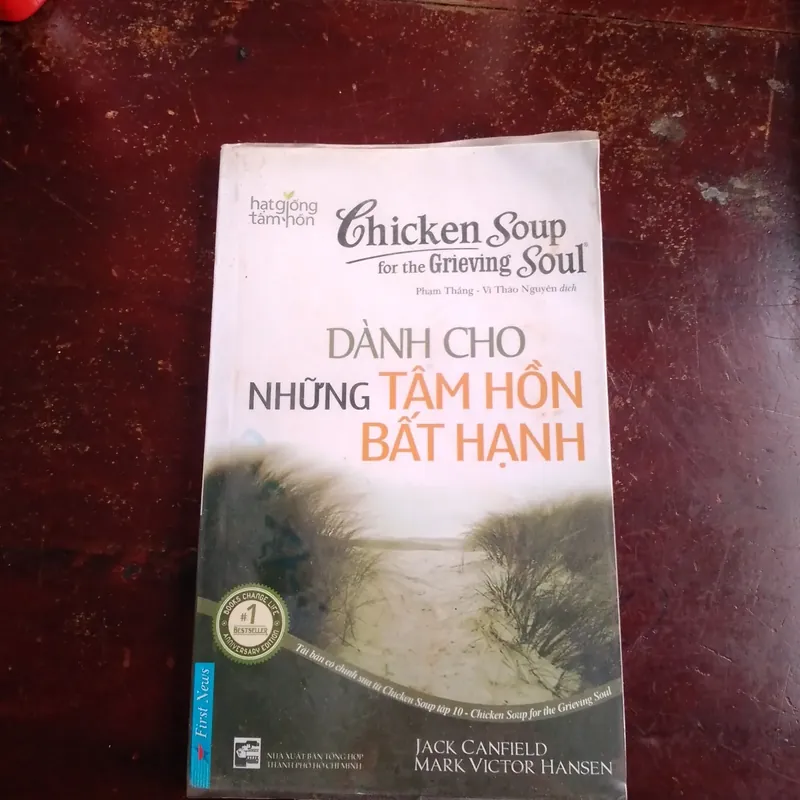 hạt giống
tâm hồn
Chicken Soup
for the Grieving Soul®
Phạm Thắng - Vi Thảo Nguyên dịch
DÀNH CHO
NHỮNG TÂM HỒN
BẤT HẠNH
BOOKS CHANGE LIFE
#1
BESTSELLER
ANNIVERSARY EDITION
Tái bản có chỉnh sửa từ Chicken Soup tập 10 - Chicken Soup for the Grieving Soul
First News
NHÀ XUẤT BẢN TỔNG HỢP
THÀNH PHỐ HỒ CHÍ MINH
JACK CANFIELD
MARK VICTOR HANSEN